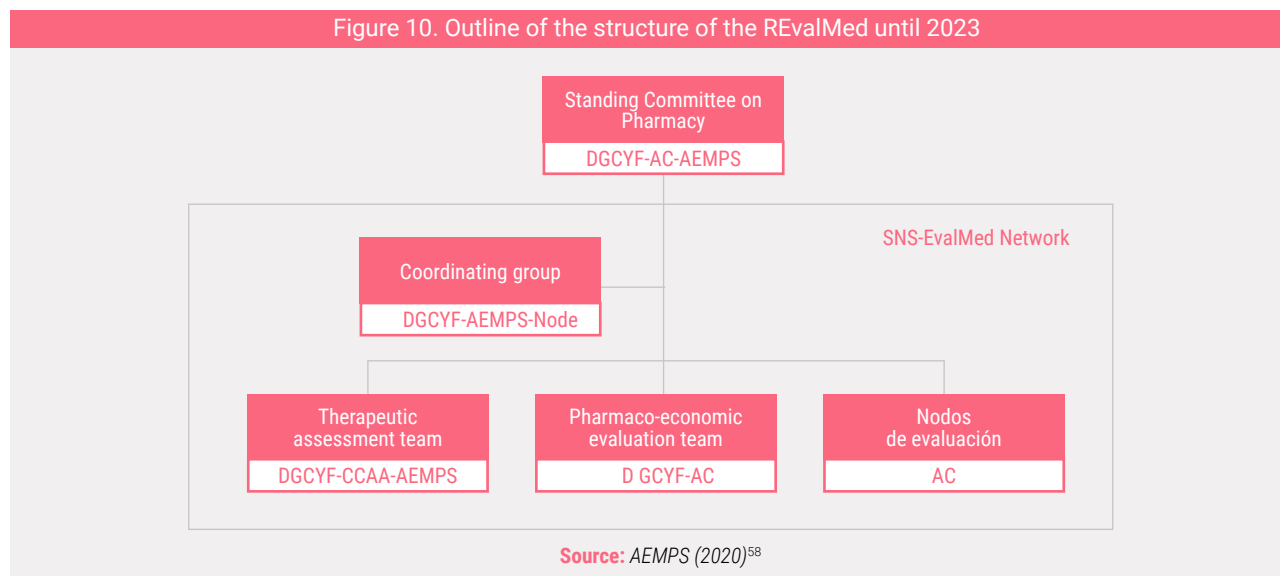 Figure 10. Outline of the structure of the REvalMed until 2023
Standing Committee on
Pharmacy
DGCYF-AC-AEMPS
SNS-EvalMed Network
Coordinating group
DGCYF-AEMPS-Node
Therapeutic
assessment team
DGCYF-CCAA-AEMPS
Pharmaco-economic
evaluation team
D GCYF-AC
Nodos
de evaluación
AC
Source: AEMPS (2020)58